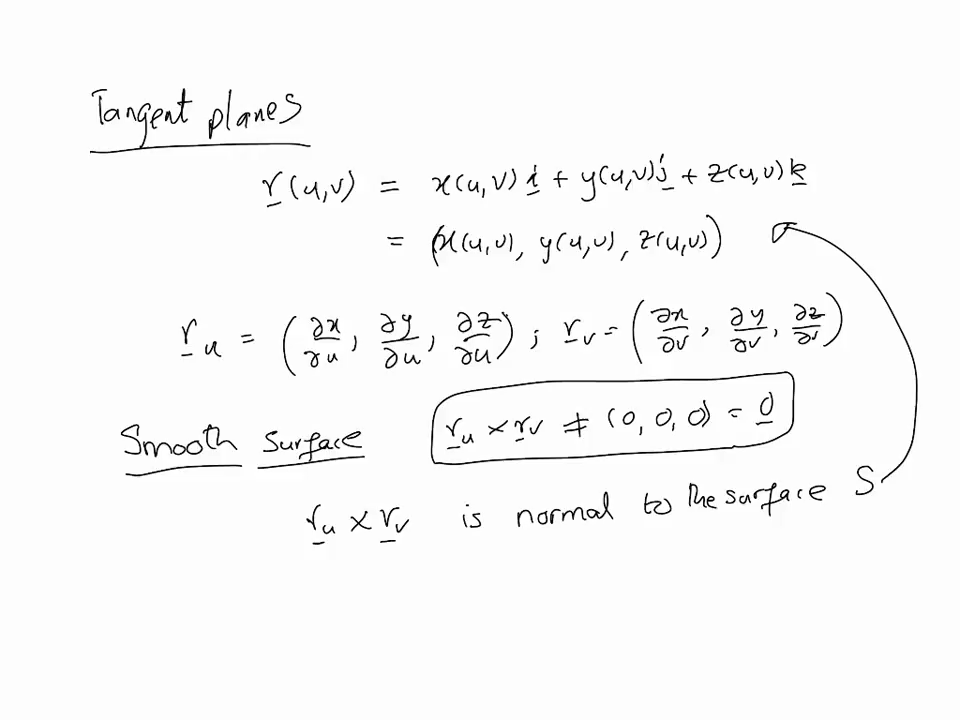 Tangent planes
r(u,v) = x(u,v) i + y(u,v) j + z(u,v) k
= (x(u,v), y(u,v), z(u,v))
r_u = (∂x/∂u, ∂y/∂u, ∂z/∂u) ; r_v = (∂x/∂v, ∂y/∂v, ∂z/∂v)
Smooth surface r_u × r_v ≠ (0, 0, 0) = 0
r_u × r_v is normal to the surface S